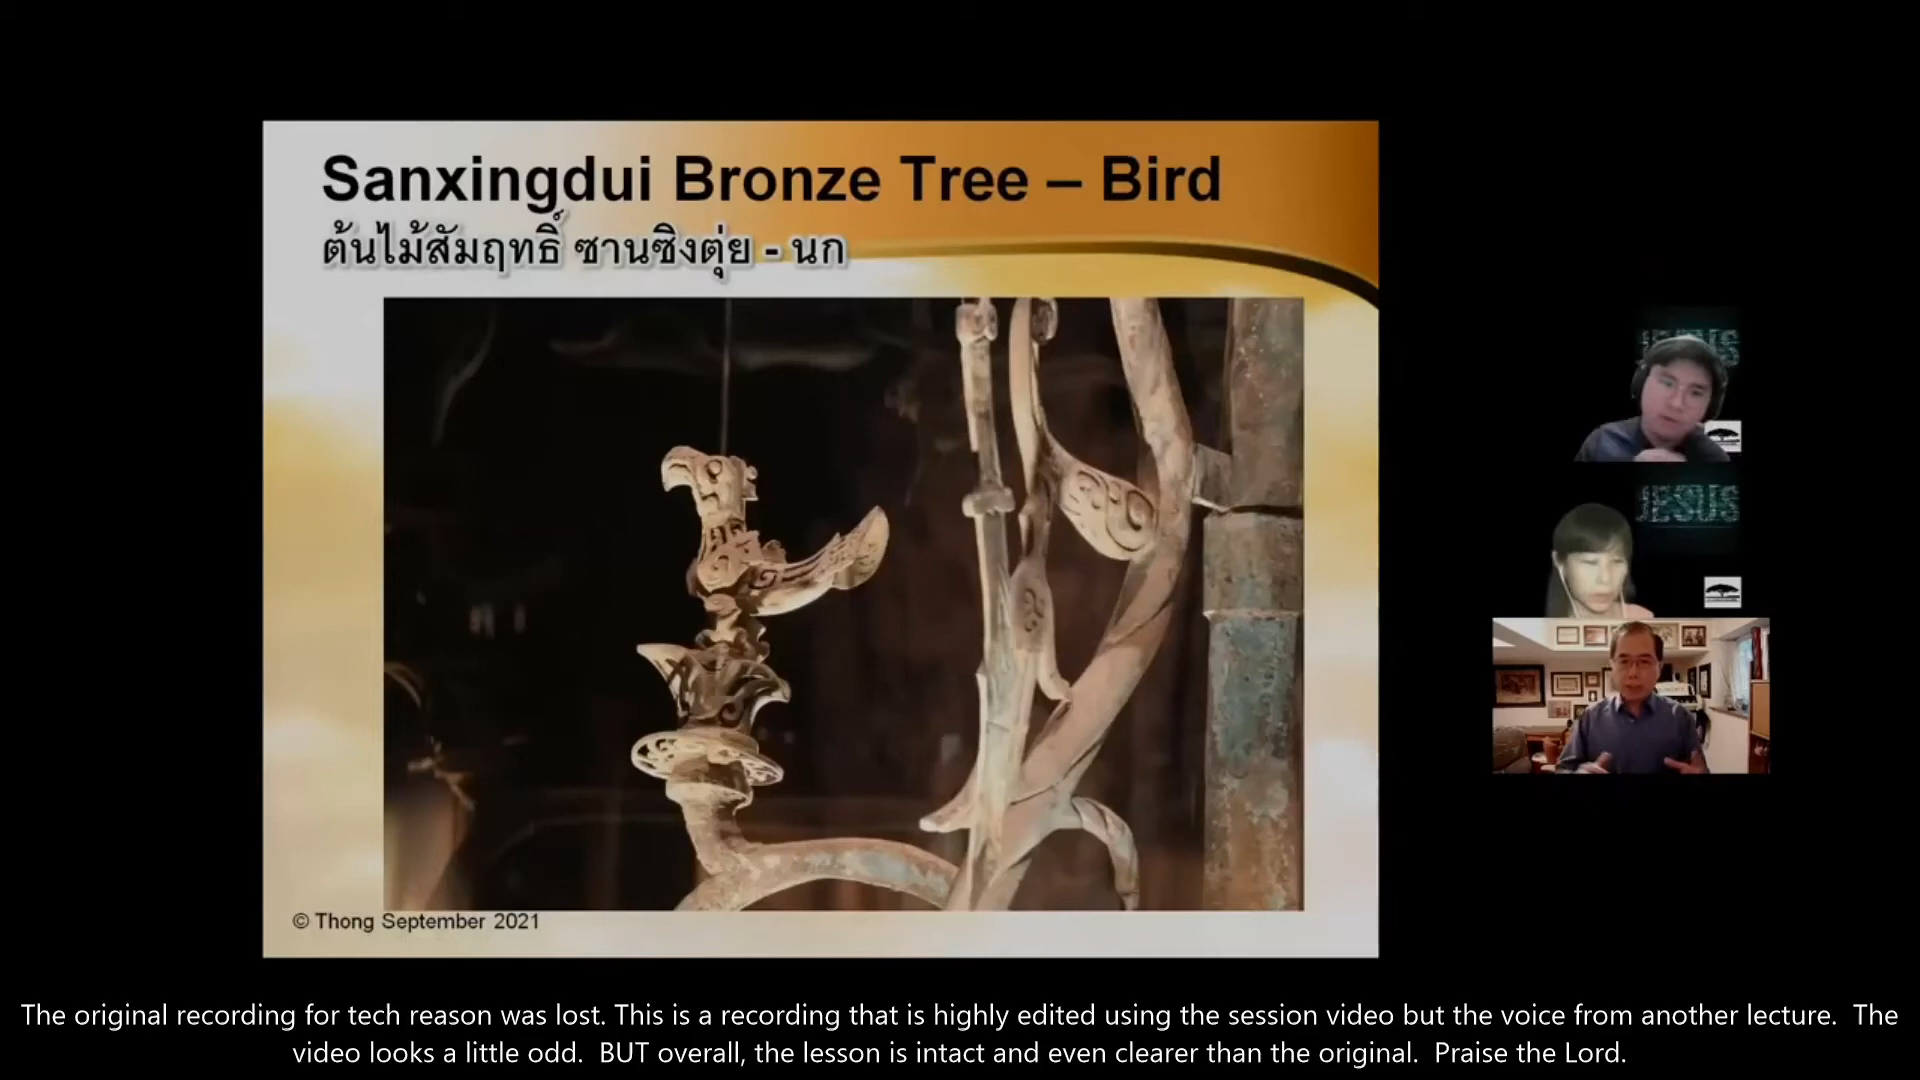 Sanxingdui Bronze Tree – Bird
ต้นไม้สัมฤทธิ์ ซานซิงตุ่ย - นก
© Thong September 2021
JESUS
JESUS
The original recording for tech reason was lost. This is a recording that is highly edited using the session video but the voice from another lecture. The
video looks a little odd. BUT overall, the lesson is intact and even clearer than the original. Praise the Lord.